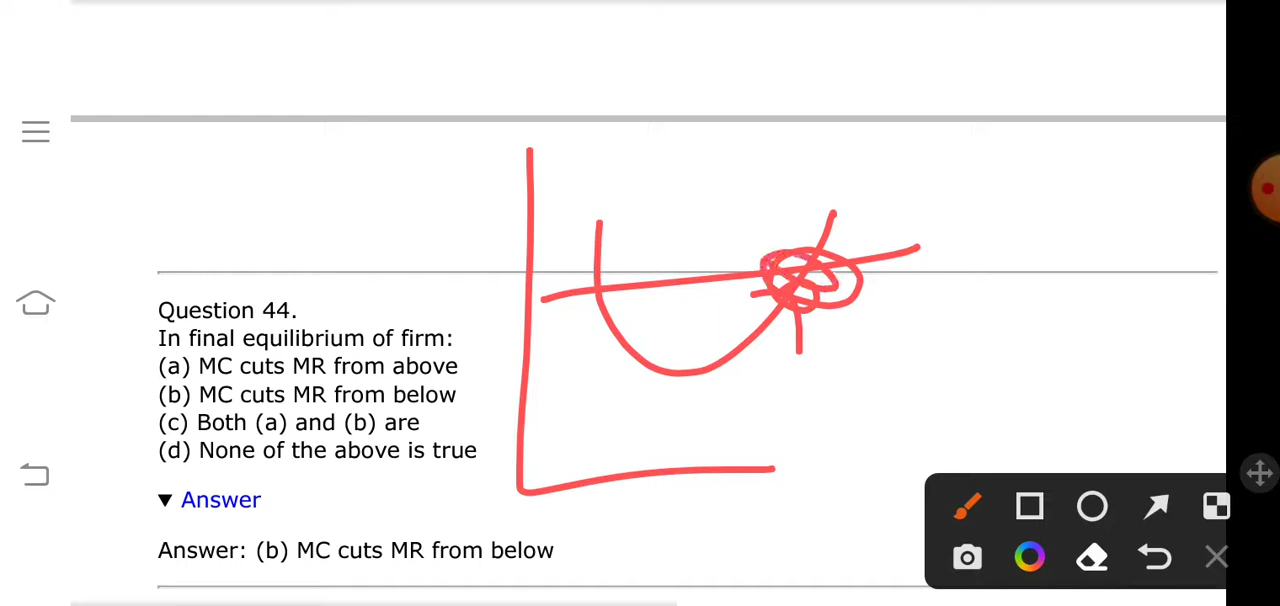 Question 44.
In final equilibrium of firm:
(a) MC cuts MR from above
(b) MC cuts MR from below
(c) Both (a) and (b) are
(d) None of the above is true
▼ Answer
Answer: (b) MC cuts MR from below